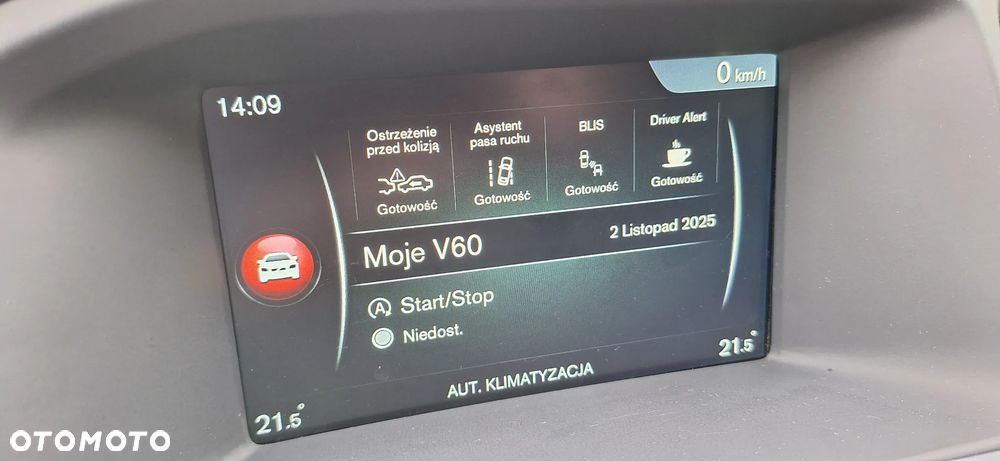 14:09
0 km/h
Ostrzeżenie
przed kolizją
Gotowość
Asystent
pasa ruchu
Gotowość
BLIS
Gotowość
Driver Alert
Gotowość
Moje V60
2 Listopad 2025
A Start/Stop
Niedost.
21.5°
AUT. KLIMATYZACJA
21.5°
OTOMOTO